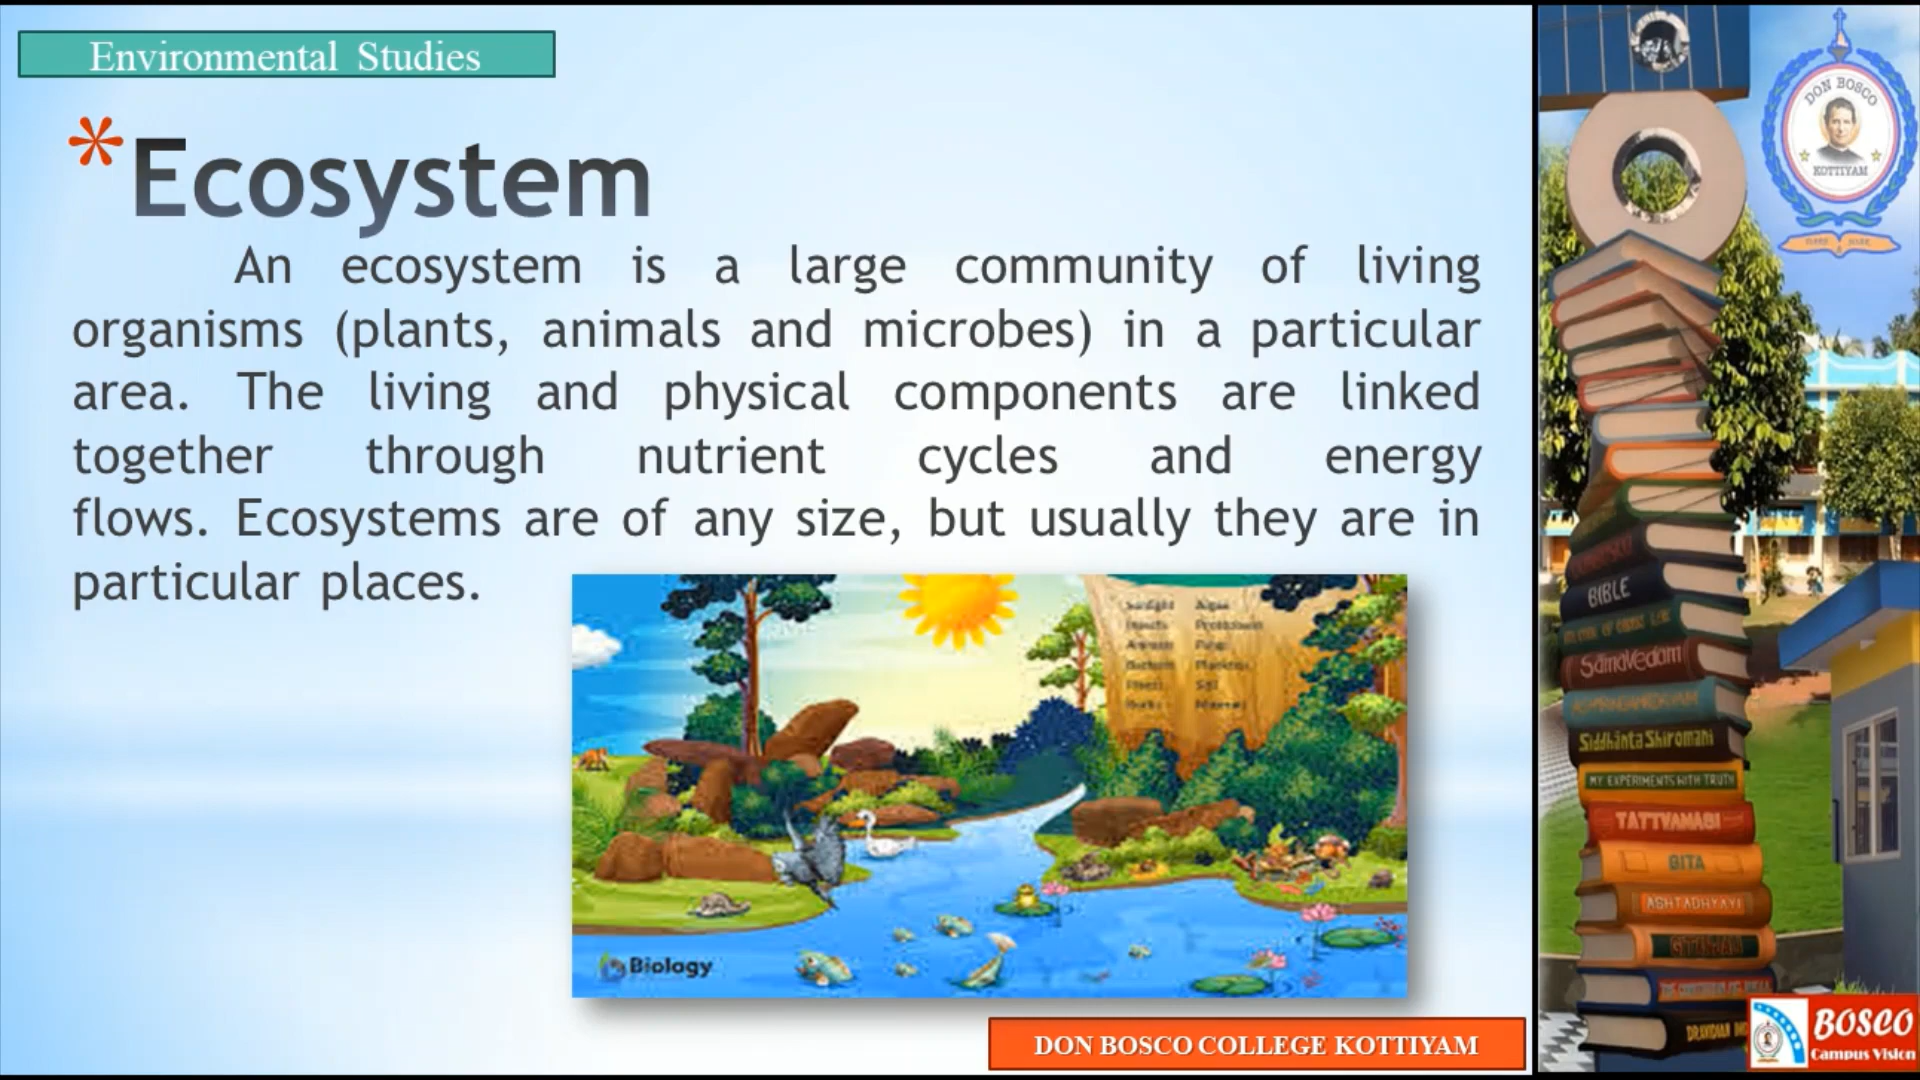 Environmental Studies
*Ecosystem
An ecosystem is a large community of living
organisms (plants, animals and microbes) in a particular
area. The living and physical components are linked
together through nutrient cycles and energy
flows. Ecosystems are of any size, but usually they are in
particular places.
Sunlight Algae
Biology
DON BOSCO COLLEGE KOTTIYAM
DON BOSCO
KOTTIYAM
BIBLE
SamaVedam
Siddhanta Shiromani
MY EXPERIMENTS WITH TRUTH
GITA
ASHTADHYAYI
BOSCO
Campus Vision